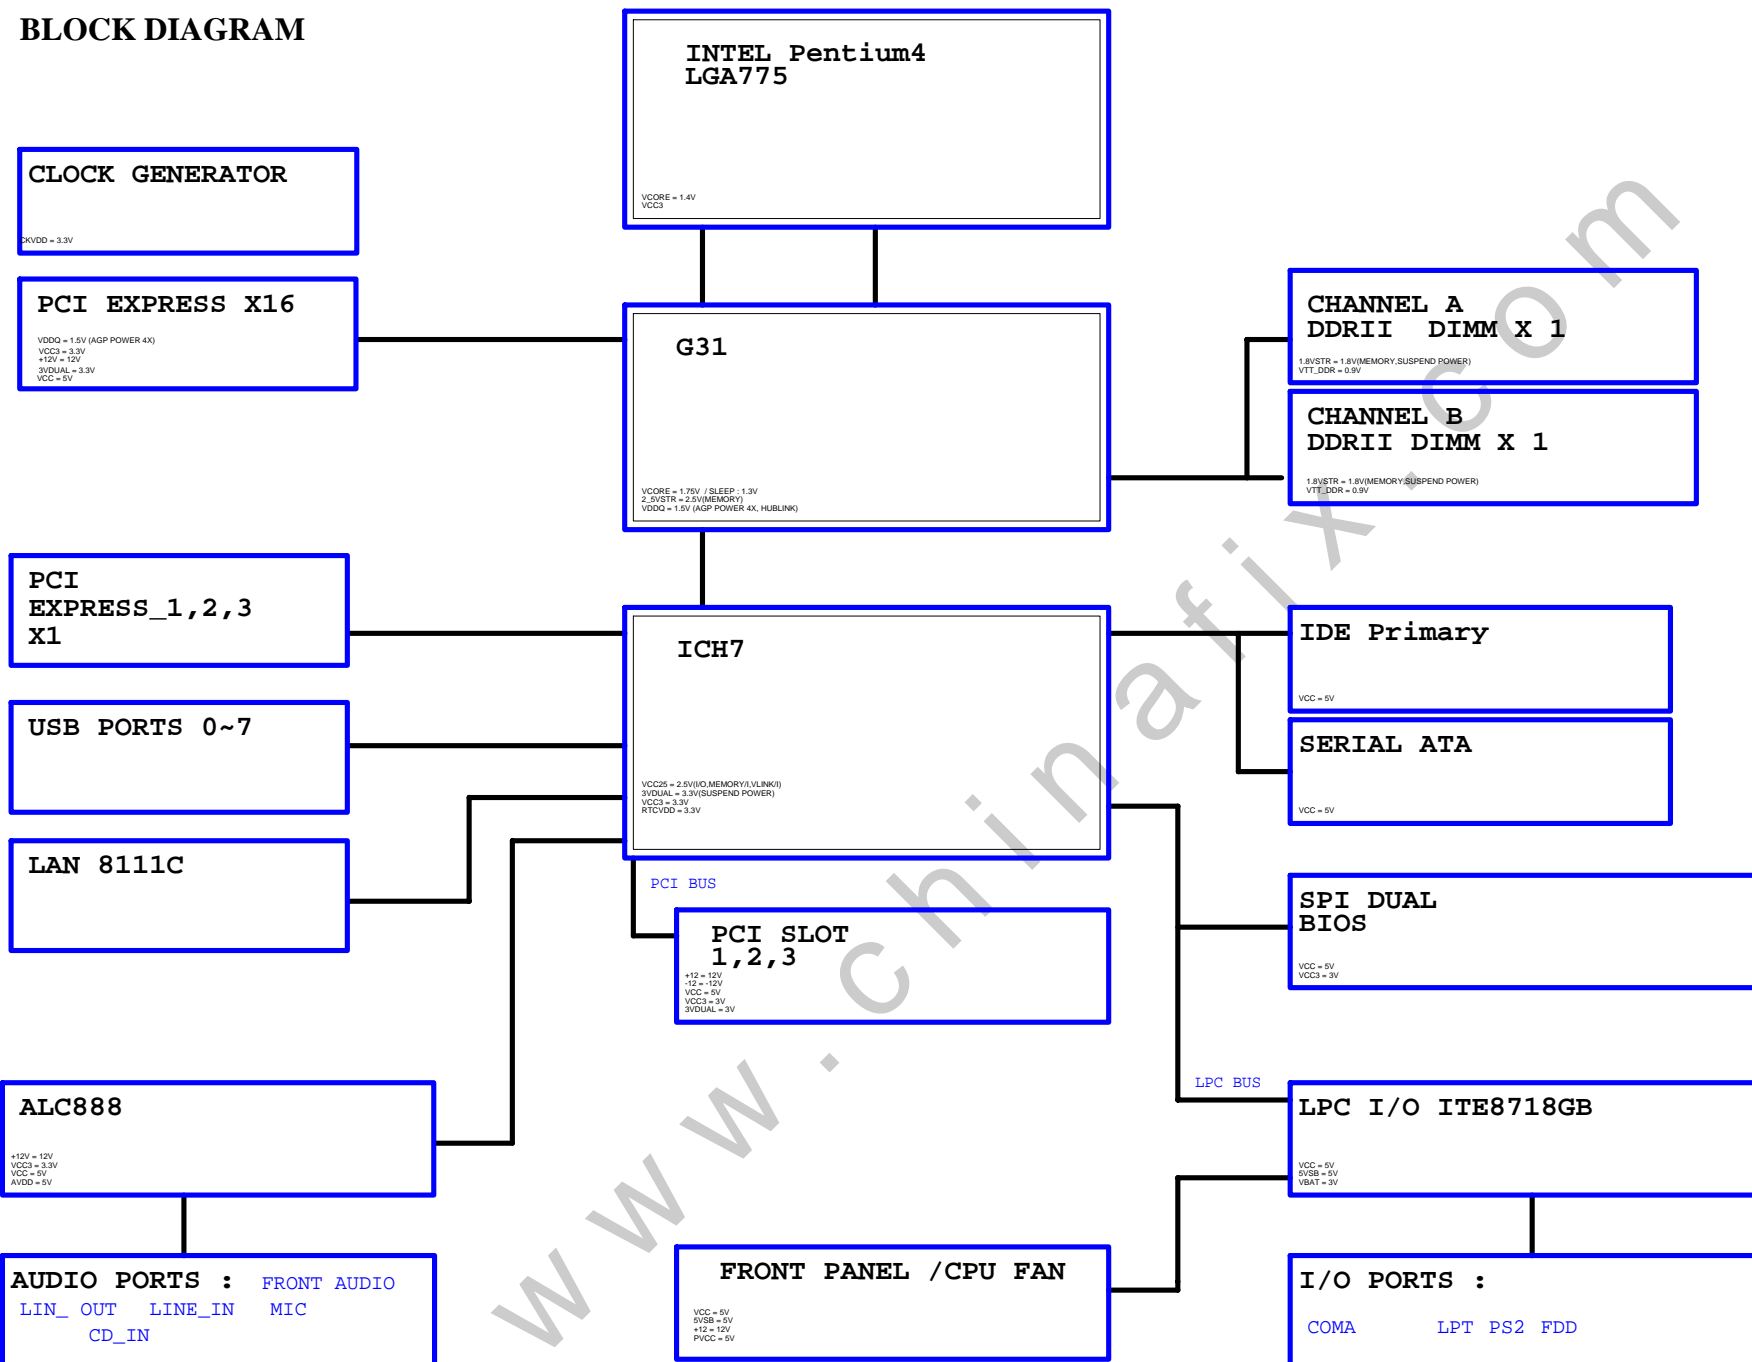 BLOCK DIAGRAM
INTEL Pentium4
LGA775
VCORE = 1.4V
VCC3
CLOCK GENERATOR
CKVDD = 3.3V
PCI EXPRESS X16
VDDQ = 1.5V (AGP POWER 4X)
VCC3 = 3.3V
+12V = 12V
3VDUAL = 3.3V
VCC = 5V
G31
VCORE = 1.75V / SLEEP : 1.3V
2_5VSTR = 2.5V(MEMORY)
VDDQ = 1.5V (AGP POWER 4X, HUBLINK)
CHANNEL A
DDRII DIMM X 1
1.8VSTR = 1.8V(MEMORY,SUSPEND POWER)
VTT_DDR = 0.9V
CHANNEL B
DDRII DIMM X 1
1.8VSTR = 1.8V(MEMORY,SUSPEND POWER)
VTT_DDR = 0.9V
PCI
EXPRESS_1,2,3
X1
USB PORTS 0~7
LAN 8111C
ICH7
VCC25 = 2.5V(I/O,MEMORY/I,VLINK/I)
3VDUAL = 3.3V(SUSPEND POWER)
VCC3 = 3.3V
RTCVDD = 3.3V
IDE Primary
VCC = 5V
SERIAL ATA
VCC = 5V
PCI BUS
PCI SLOT
1,2,3
+12 = 12V
-12 = -12V
VCC = 5V
VCC3 = 3V
3VDUAL = 3V
SPI DUAL
BIOS
VCC = 5V
VCC3 = 3V
LPC BUS
LPC I/O ITE8718GB
VCC = 5V
5VSB = 5V
VBAT = 3V
ALC888
+12V = 12V
VCC3 = 3.3V
VCC = 5V
AVDD = 5V
AUDIO PORTS : FRONT AUDIO
LIN_ OUT LINE_IN MIC
CD_IN
FRONT PANEL /CPU FAN
VCC = 5V
5VSB = 5V
+12 = 12V
PVCC = 5V
I/O PORTS :
COMA LPT PS2 FDD
www.chinafix.com